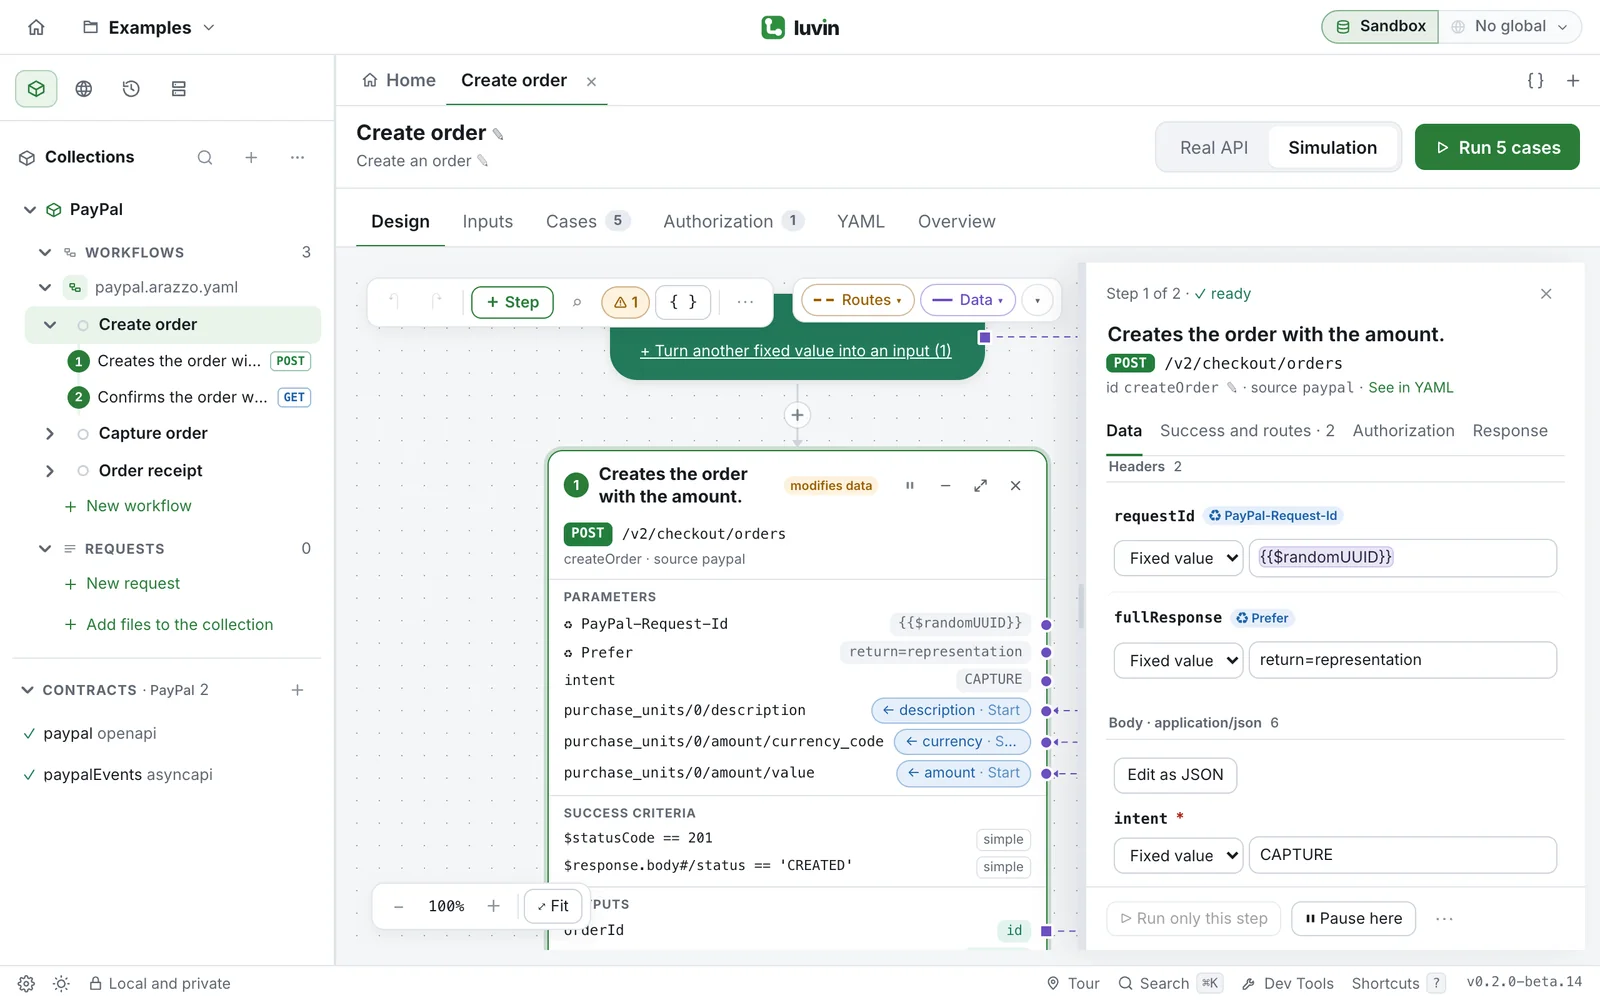 Examples
luvin
Sandbox
No global
Home
Create order
Collections
PayPal
WORKFLOWS 3
paypal.arazzo.yaml
Create order
1 Creates the order wi... POST
2 Confirms the order w... GET
Capture order
Order receipt
+ New workflow
REQUESTS 0
+ New request
+ Add files to the collection
CONTRACTS · PayPal 2
paypal openapi
paypalEvents asyncapi
Create order
Create an order
Real API
Simulation
Run 5 cases
Design
Inputs
Cases 5
Authorization 1
YAML
Overview
+ Step
1
{ }
...
Routes
Data
+ Turn another fixed value into an input (1)
1 Creates the order
with the amount.
modifies data
POST /v2/checkout/orders
createOrder · source paypal
PARAMETERS
PayPal-Request-Id {{$randomUUID}}
Prefer return=representation
intent CAPTURE
purchase_units/0/description ← description · Start
purchase_units/0/amount/currency_code ← currency · S...
purchase_units/0/amount/value ← amount · Start
SUCCESS CRITERIA
$statusCode == 201 simple
$response.body#/status == 'CREATED' simple
PUTS
orderId id
− 100% + Fit
Step 1 of 2 · ✓ ready
Creates the order with the amount.
POST /v2/checkout/orders
id createOrder · source paypal · See in YAML
Data
Success and routes · 2
Authorization
Response
Headers 2
requestId PayPal-Request-Id
Fixed value {{$randomUUID}}
fullResponse Prefer
Fixed value return=representation
Body · application/json 6
Edit as JSON
intent *
Fixed value CAPTURE
Run only this step
Pause here
...
Local and private
Tour
Search ⌘K
Dev Tools
Shortcuts ?
v0.2.0-beta.14